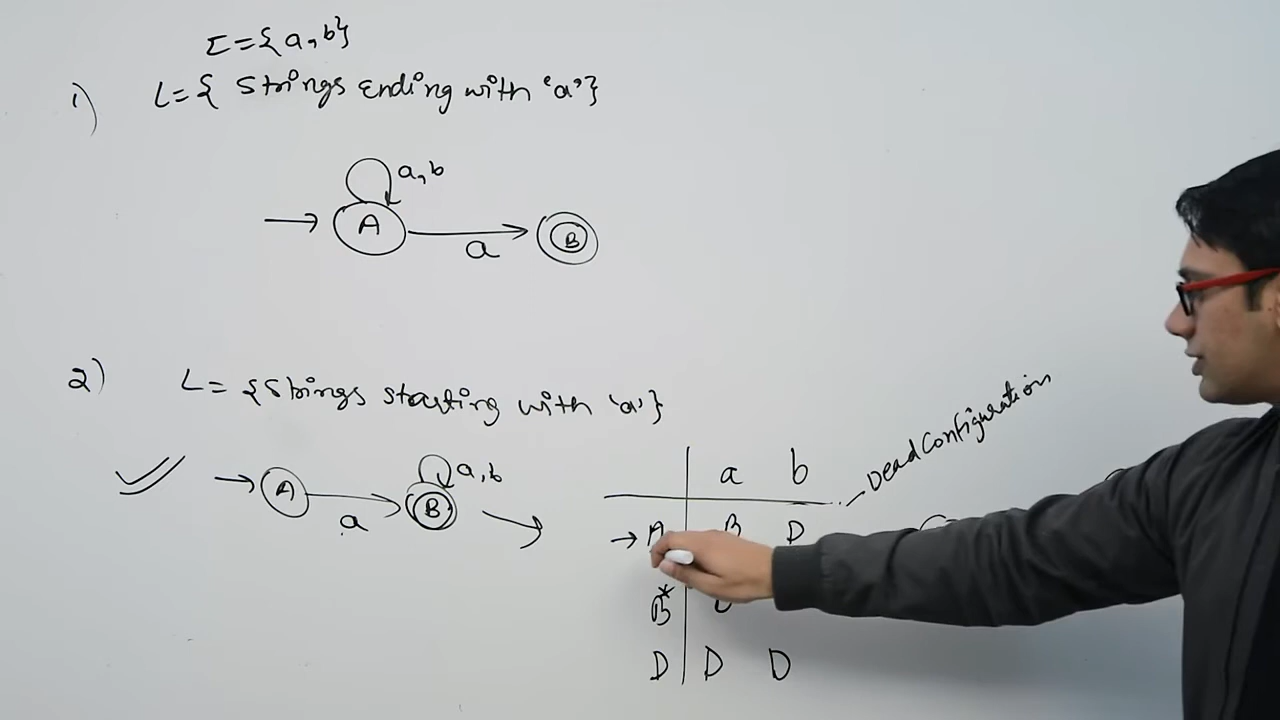 Σ={a,b}
1) L={ Strings Ending with 'a'}
a,b
A
a
B
2) L= {Strings starting with 'a'}
a,b
A
a
B
Dead Configuration
a b
→ A B D
B*
D D D